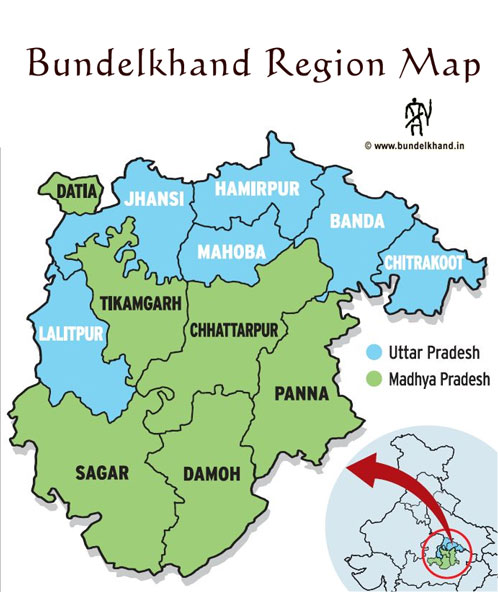 Bundelkhand Region Map
© www.bundelkhand.in
DATIA
JHANSI
HAMIRPUR
BANDA
MAHOBA
CHITRAKOOT
TIKAMGARH
LALITPUR
CHHATTARPUR
Uttar Pradesh
Madhya Pradesh
PANNA
SAGAR
DAMOH